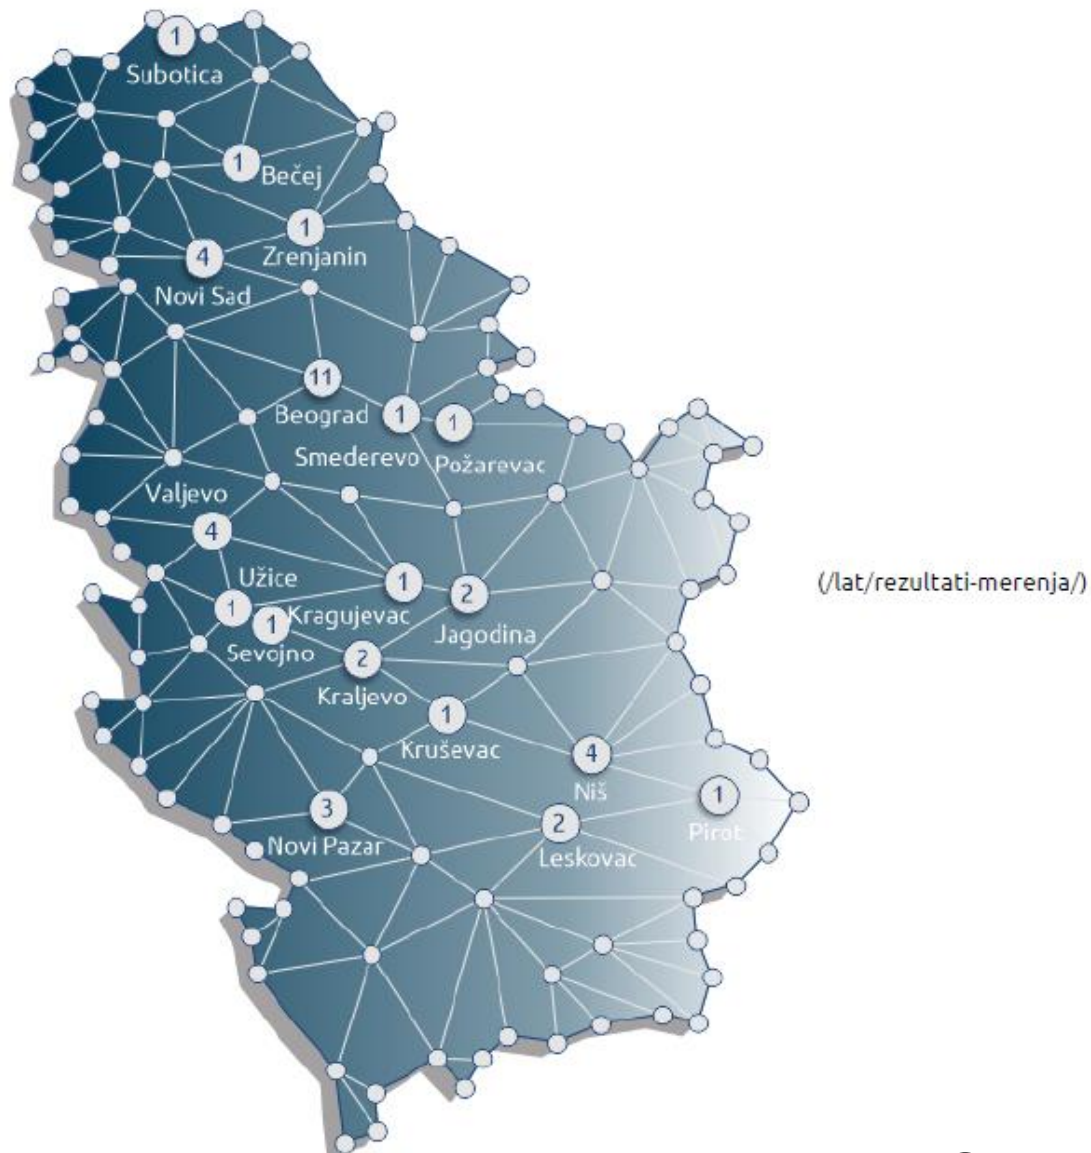 1
Subotica
1
Bečej
1
Zrenjanin
4
Novi Sad
11
Beograd
1
Smederevo
1
Požarevac
Valjevo
4
Užice
1
1
Sevojno
1
Kragujevac
2
Jagodina
(/lat/rezultati-merenja/)
2
Kraljevo
1
Kruševac
4
Niš
1
Pirot
3
Novi Pazar
2
Leskovac